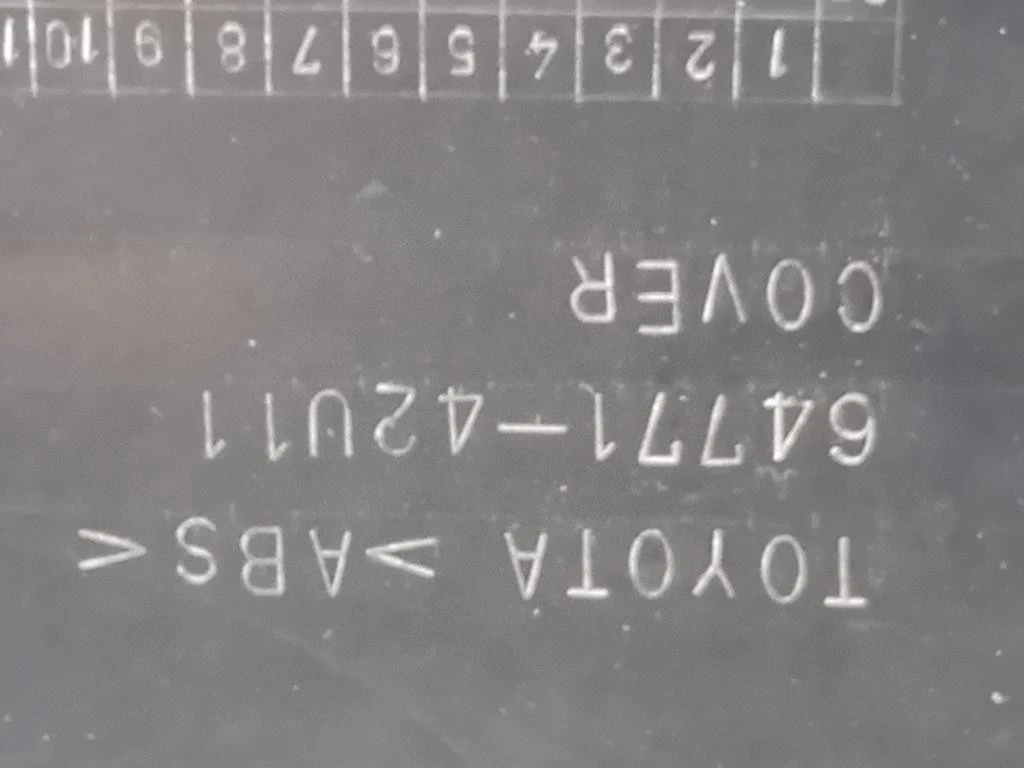 TOYOTA >ABS<
64771-42U11
COVER
1 2 3 4 5 6 7 8 9 10